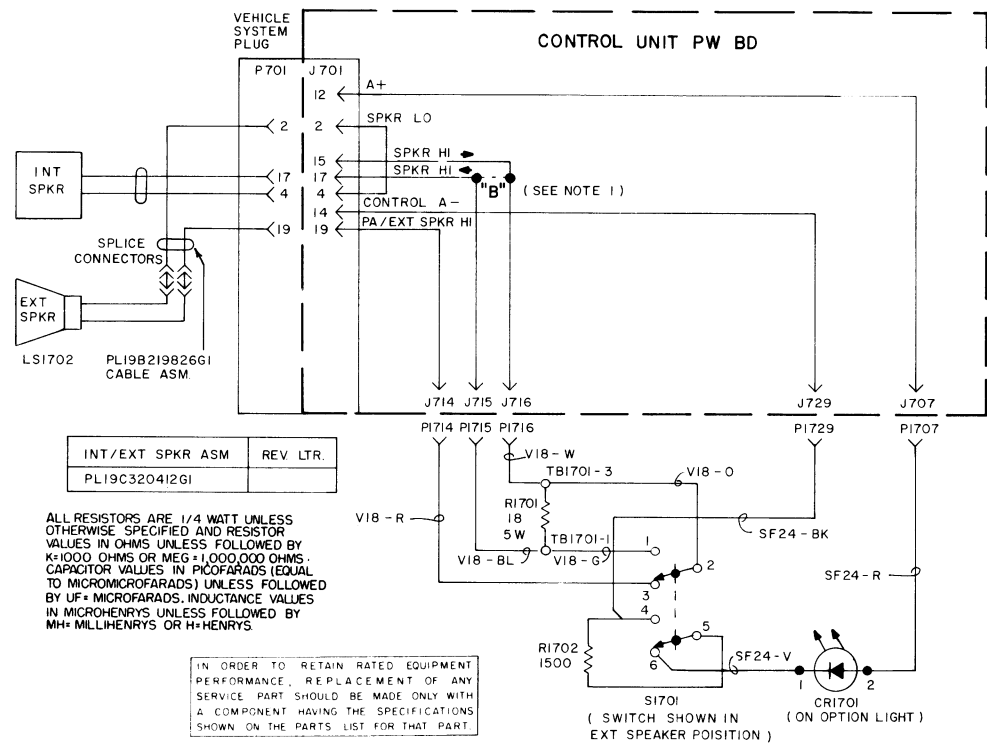 VEHICLE
SYSTEM
PLUG
CONTROL UNIT PW BD
P701 J701
12 A+
2 2 SPKR LO
15 SPKR HI
17 17 SPKR HI
4 4 "B" (SEE NOTE 1)
14 CONTROL A-
19 19 PA/EXT SPKR HI
INT
SPKR
SPLICE
CONNECTORS
EXT
SPKR
LS1702
PL19B219826G1
CABLE ASM.
J714 J715 J716 J729 J707
P1714 P1715 P1716 P1729 P1707
INT/EXT SPKR ASM REV. LTR.
PL19C320412G1
V18-W
TB1701-3
V18-O
R1701
18
5W
V18-R
SF24-BK
TB1701-1
V18-BL V18-G
1
2
3
4
5
6
SF24-R
R1702
1500
SF24-V
1 2
S1701
(SWITCH SHOWN IN
EXT SPEAKER POISITION)
CR1701
(ON OPTION LIGHT)
ALL RESISTORS ARE 1/4 WATT UNLESS
OTHERWISE SPECIFIED AND RESISTOR
VALUES IN OHMS UNLESS FOLLOWED BY
K=1000 OHMS OR MEG = 1,000,000 OHMS.
CAPACITOR VALUES IN PICOFARADS (EQUAL
TO MICROMICROFARADS) UNLESS FOLLOWED
BY UF= MICROFARADS. INDUCTANCE VALUES
IN MICROHENRYS UNLESS FOLLOWED BY
MH= MILLIHENRYS OR H=HENRYS.
IN ORDER TO RETAIN RATED EQUIPMENT
PERFORMANCE, REPLACEMENT OF ANY
SERVICE PART SHOULD BE MADE ONLY WITH
A COMPONENT HAVING THE SPECIFICATIONS
SHOWN ON THE PARTS LIST FOR THAT PART.